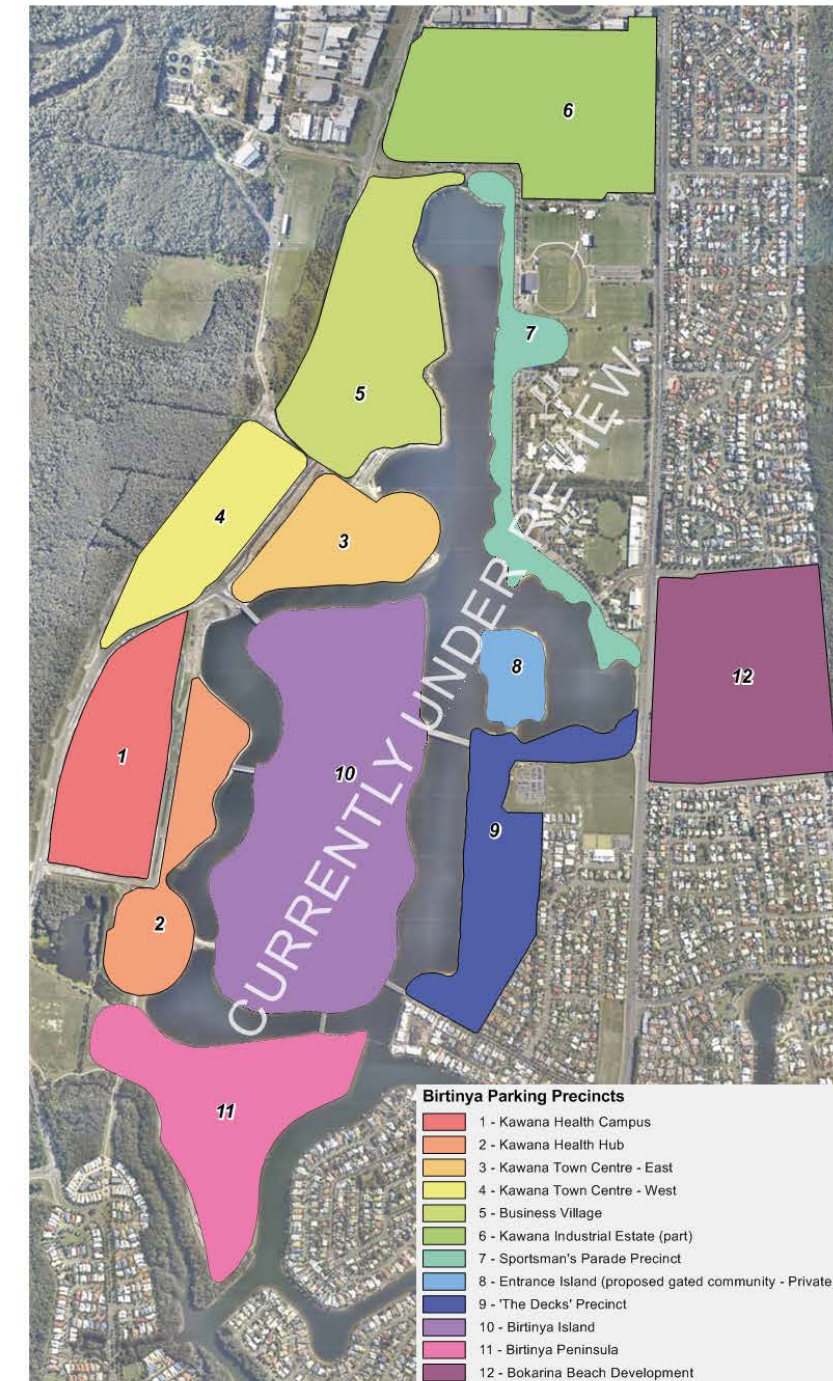 6
7
5
4
3
8
12
1
10
9
2
11
CURRENTLY UNDER REVIEW
Birtinya Parking Precincts
1 - Kawana Health Campus
2 - Kawana Health Hub
3 - Kawana Town Centre - East
4 - Kawana Town Centre - West
5 - Business Village
6 - Kawana Industrial Estate (part)
7 - Sportsman's Parade Precinct
8 - Entrance Island (proposed gated community - Private
9 - 'The Decks' Precinct
10 - Birtinya Island
11 - Birtinya Peninsula
12 - Bokarina Beach Development